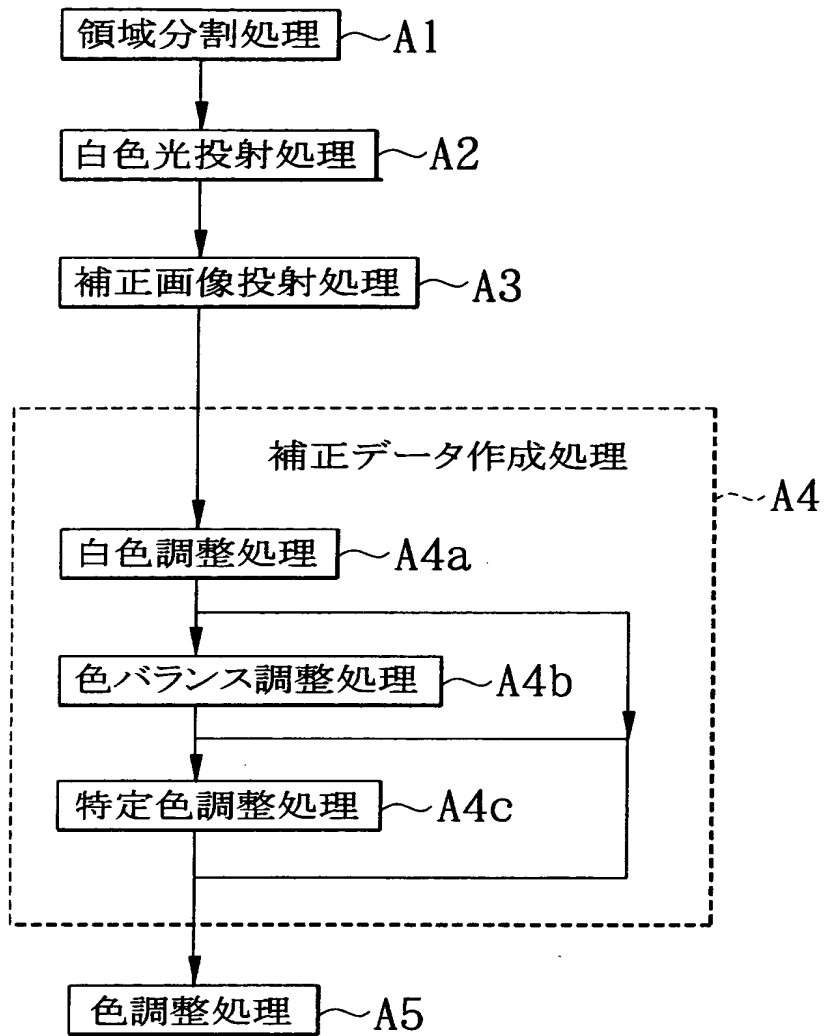 領域分割処理 A1
白色光投射処理 A2
補正画像投射処理 A3
補正データ作成処理
A4
白色調整処理 A4a
色バランス調整処理 A4b
特定色調整処理 A4c
色調整処理 A5